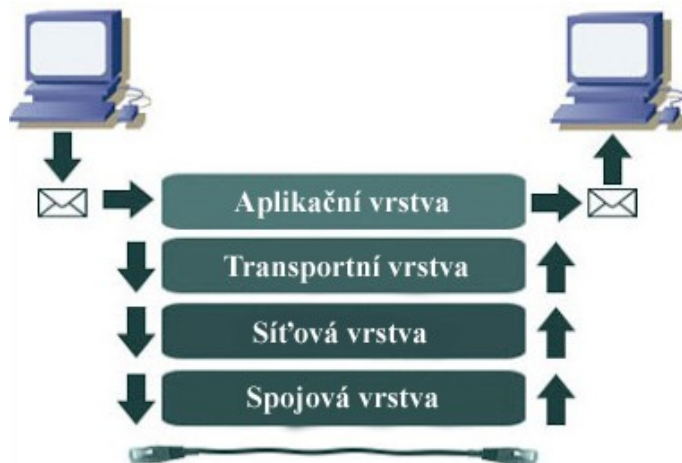 Aplikační vrstva
Transportní vrstva
Síťová vrstva
Spojová vrstva